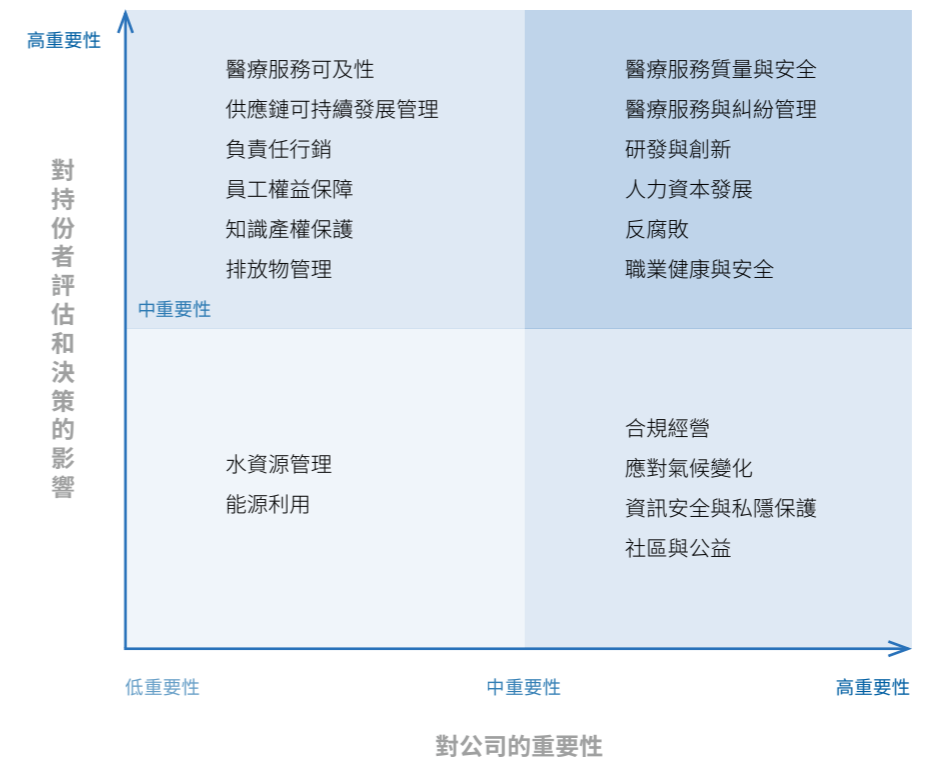 高重要性
對持份者評估和決策的影響
醫療服務可及性
供應鏈可持續發展管理
負責任行銷
員工權益保障
知識產權保護
排放物管理
中重要性
醫療服務質量與安全
醫療服務與糾紛管理
研發與創新
人力資本發展
反腐敗
職業健康與安全
水資源管理
能源利用
合規經營
應對氣候變化
資訊安全與私隱保護
社區與公益
低重要性
中重要性
高重要性
對公司的重要性